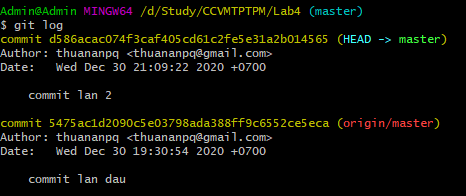 Admin@Admin MINGW64 /d/Study/CCVMTPTPM/Lab4 (master)
$ git log
commit d586acac074f3caf405cd61c2fe5e31a2b014565 (HEAD -> master)
Author: thuananpq <thuananpq@gmail.com>
Date:   Wed Dec 30 21:09:22 2020 +0700
    commit lan 2
commit 5475ac1d2090c5e03798ada388ff9c6552ce5eca (origin/master)
Author: thuananpq <thuananpq@gmail.com>
Date:   Wed Dec 30 19:30:54 2020 +0700
    commit lan dau